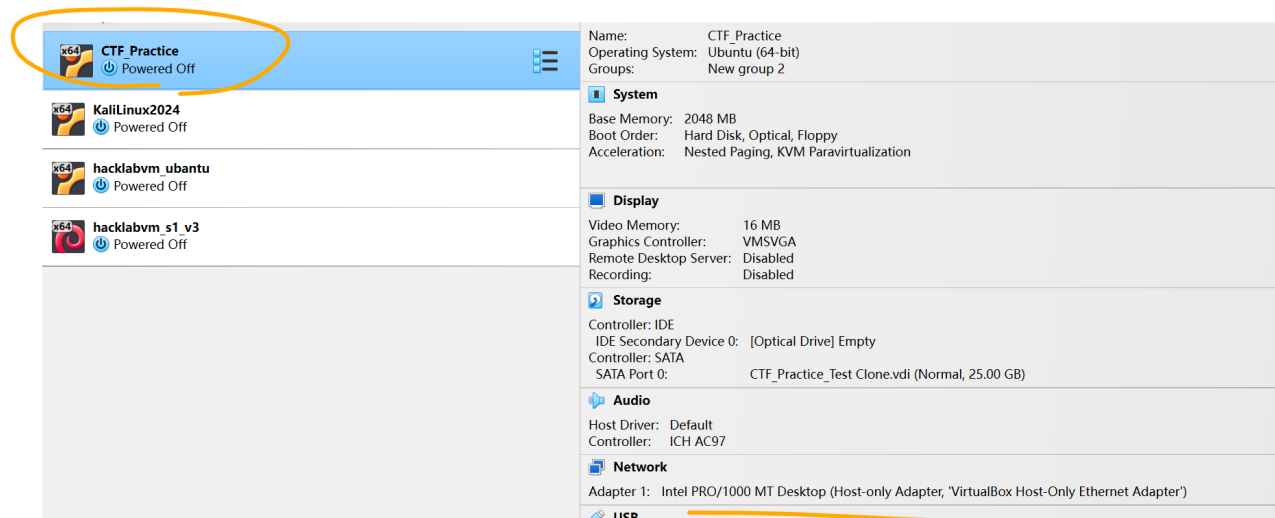 x64
CTF_Practice
Powered Off
x64
KaliLinux2024
Powered Off
x64
hacklabvm_ubantu
Powered Off
x64
hacklabvm_s1_v3
Powered Off
Name: CTF_Practice
Operating System: Ubuntu (64-bit)
Groups: New group 2
System
Base Memory: 2048 MB
Boot Order: Hard Disk, Optical, Floppy
Acceleration: Nested Paging, KVM Paravirtualization
Display
Video Memory: 16 MB
Graphics Controller: VMSVGA
Remote Desktop Server: Disabled
Recording: Disabled
Storage
Controller: IDE
IDE Secondary Device 0: [Optical Drive] Empty
Controller: SATA
SATA Port 0: CTF_Practice_Test Clone.vdi (Normal, 25.00 GB)
Audio
Host Driver: Default
Controller: ICH AC97
Network
Adapter 1: Intel PRO/1000 MT Desktop (Host-only Adapter, 'VirtualBox Host-Only Ethernet Adapter')
USB